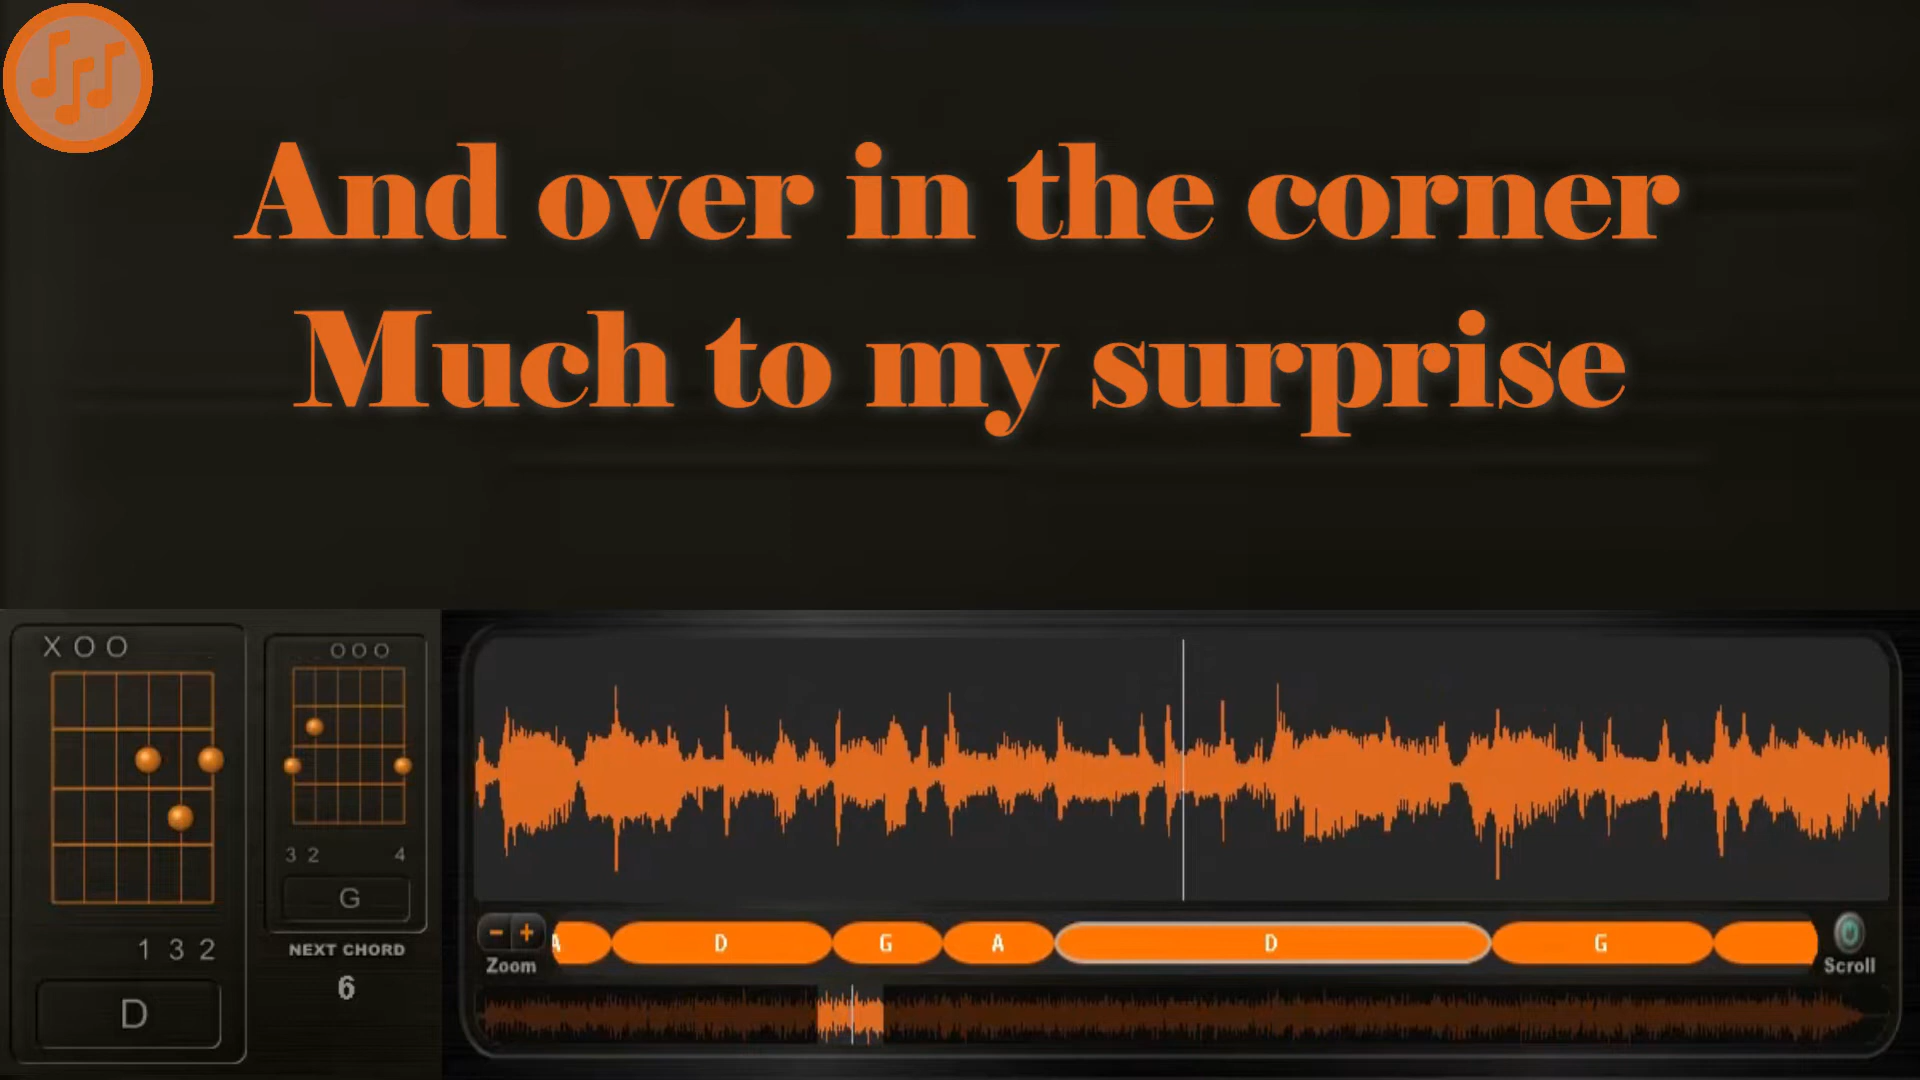 And over in the corner
Much to my surprise
X O O
O O O
1 3 2
D
3 2 4
G
NEXT CHORD
6
- +
Zoom
A D G A D G
Scroll